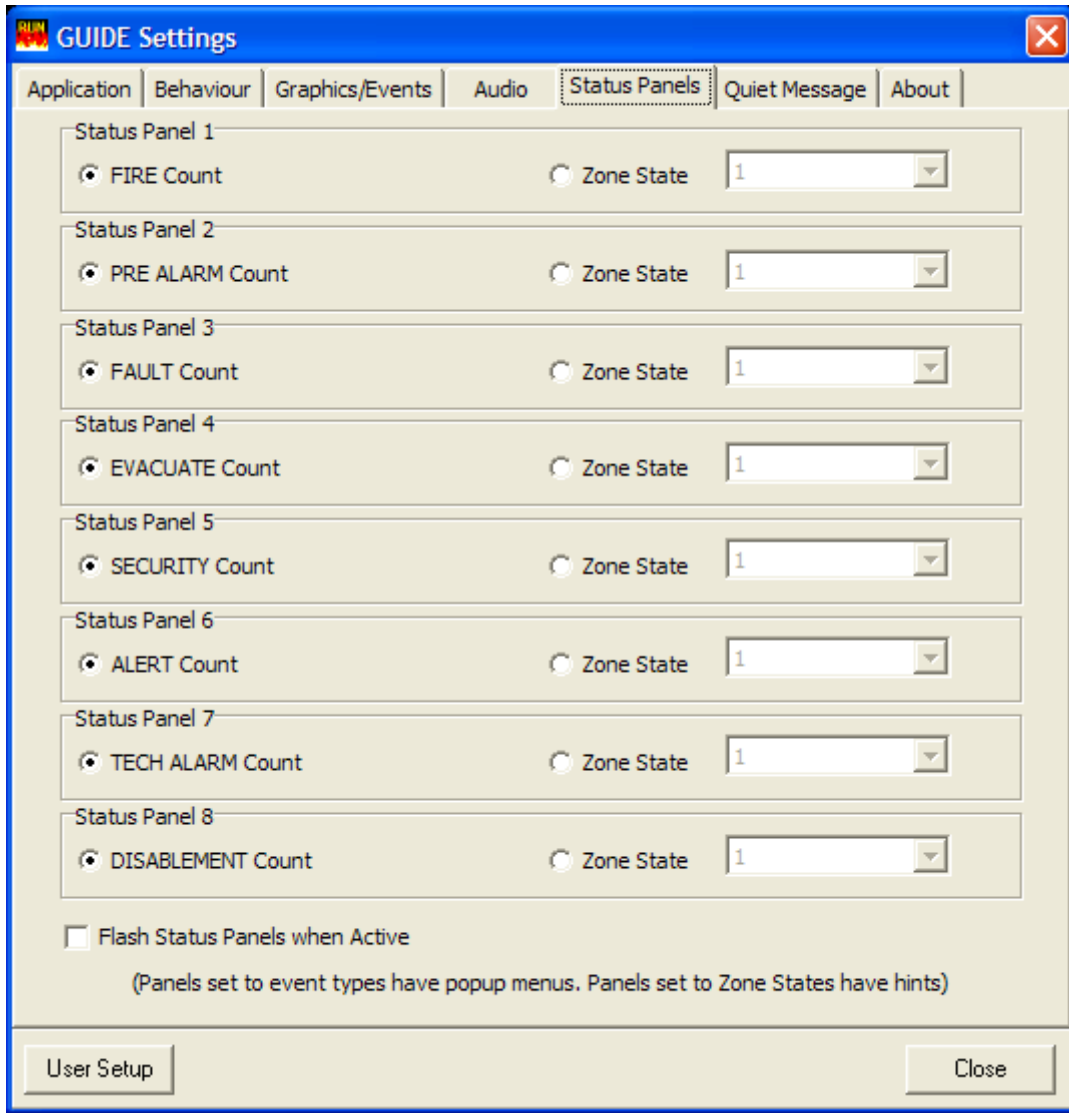 RUN
GUIDE Settings
Application Behaviour Graphics/Events Audio Status Panels Quiet Message About
Status Panel 1
FIRE Count Zone State 1
Status Panel 2
PRE ALARM Count Zone State 1
Status Panel 3
FAULT Count Zone State 1
Status Panel 4
EVACUATE Count Zone State 1
Status Panel 5
SECURITY Count Zone State 1
Status Panel 6
ALERT Count Zone State 1
Status Panel 7
TECH ALARM Count Zone State 1
Status Panel 8
DISABLEMENT Count Zone State 1
Flash Status Panels when Active
(Panels set to event types have popup menus. Panels set to Zone States have hints)
User Setup Close